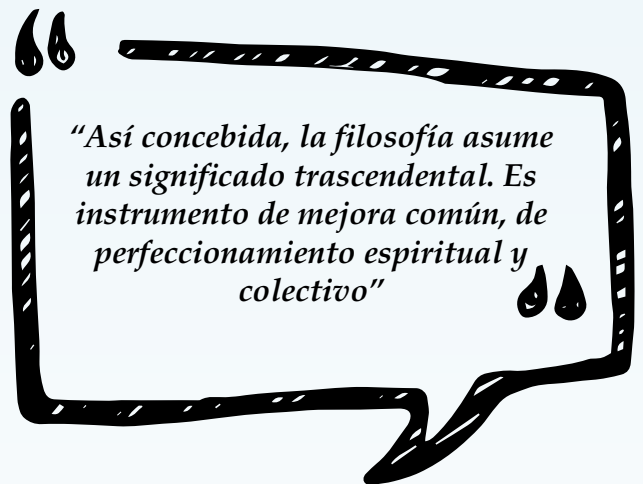 “Así concebida, la filosofía asume
un significado trascendental. Es
instrumento de mejora común, de
perfeccionamiento espiritual y
colectivo”